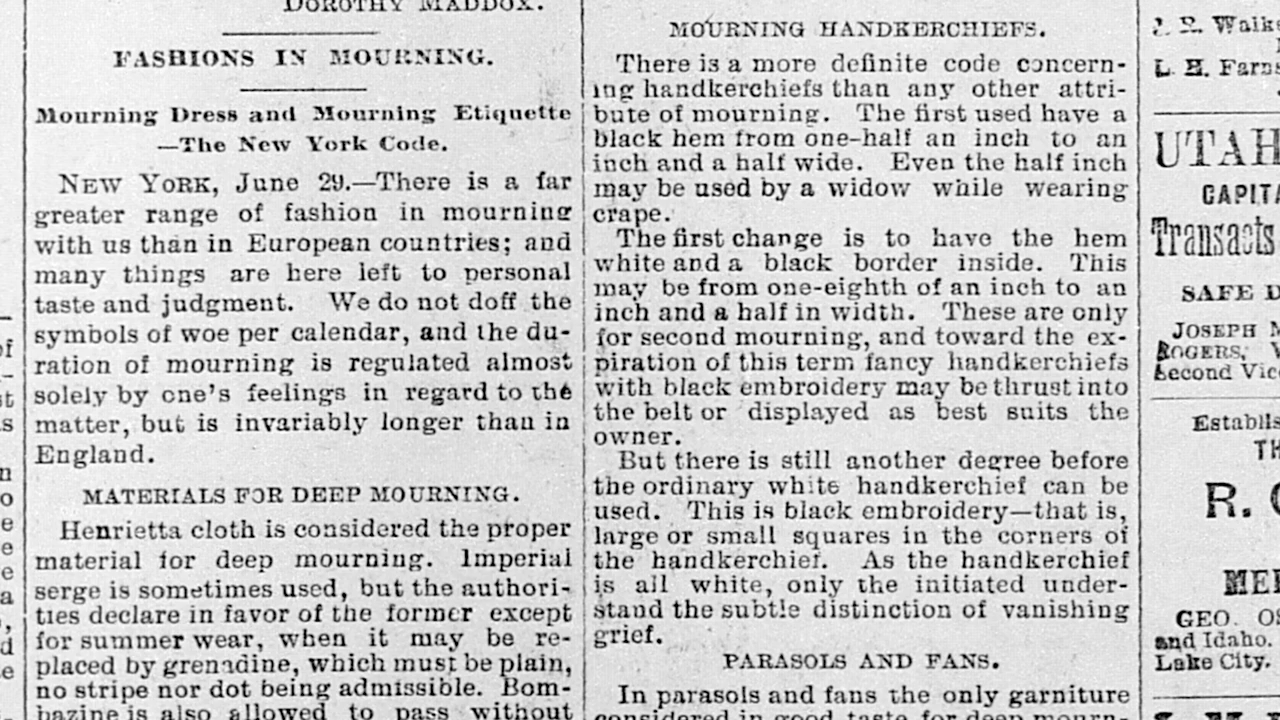 DOROTHY MADDOX.
FASHIONS IN MOURNING.
Mourning Dress and Mourning Etiquette
—The New York Code.
NEW YORK, June 29.—There is a far
greater range of fashion in mourning
with us than in European countries; and
many things are here left to personal
taste and judgment. We do not doff the
symbols of woe per calendar, and the du-
ration of mourning is regulated almost
solely by one's feelings in regard to the
matter, but is invariably longer than in
England.
MATERIALS FOR DEEP MOURNING.
Henrietta cloth is considered the proper
material for deep mourning. Imperial
serge is sometimes used, but the authori-
ties declare in favor of the former except
for summer wear, when it may be re-
placed by grenadine, which must be plain,
no stripe nor dot being admissible. Bom-
bazine is also allowed to pass without
MOURNING HANDKERCHIEFS.
There is a more definite code concern-
ing handkerchiefs than any other attri-
bute of mourning. The first used have a
black hem from one-half an inch to an
inch and a half wide. Even the half inch
may be used by a widow while wearing
crape.
The first change is to have the hem
white and a black border inside. This
may be from one-eighth of an inch to an
inch and a half in width. These are only
for second mourning, and toward the ex-
piration of this term fancy handkerchiefs
with black embroidery may be thrust into
the belt or displayed as best suits the
owner.
But there is still another degree before
the ordinary white handkerchief can be
used. This is black embroidery—that is,
large or small squares in the corners of
the handkerchief. As the handkerchief
is all white, only the initiated under-
stand the subtle distinction of vanishing
grief.
PARASOLS AND FANS.
In parasols and fans the only garniture
considered in good taste for deep mourn-
R. Walk
L. H. Farns
UTAH
CAPITA
Transacts
SAFE D
JOSEPH
ROGERS,
Second Vice
Establis
TH
R.
MER
GEO. OS
and Idaho.
Lake City.